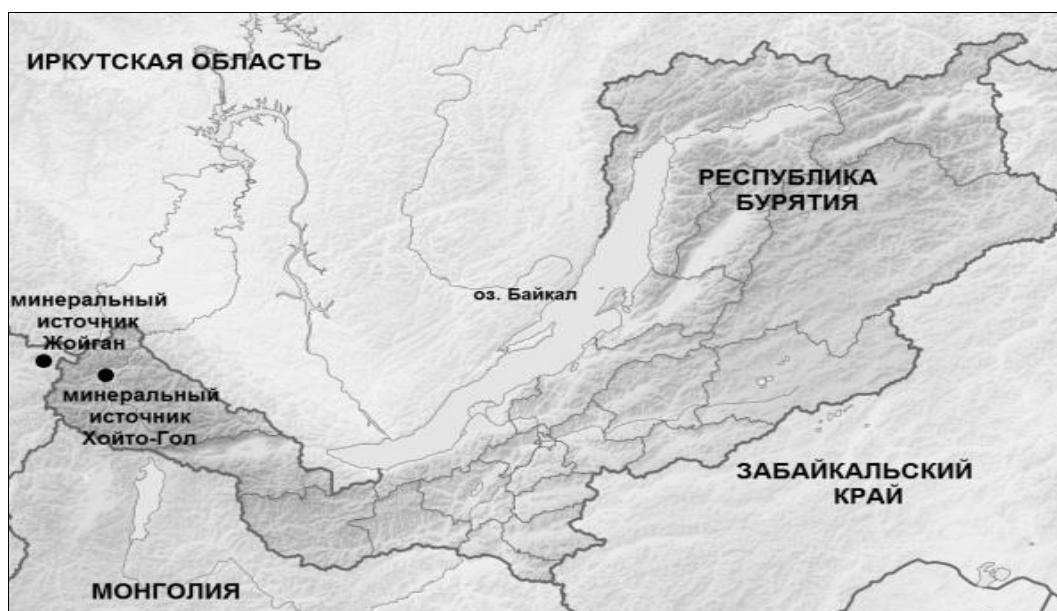 ИРКУТСКАЯ ОБЛАСТЬ
РЕСПУБЛИКА
БУРЯТИЯ
оз. Байкал
минеральный
источник
Жойган
минеральный
источник
Хойто-Гол
ЗАБАЙКАЛЬСКИЙ
КРАЙ
МОНГОЛИЯ